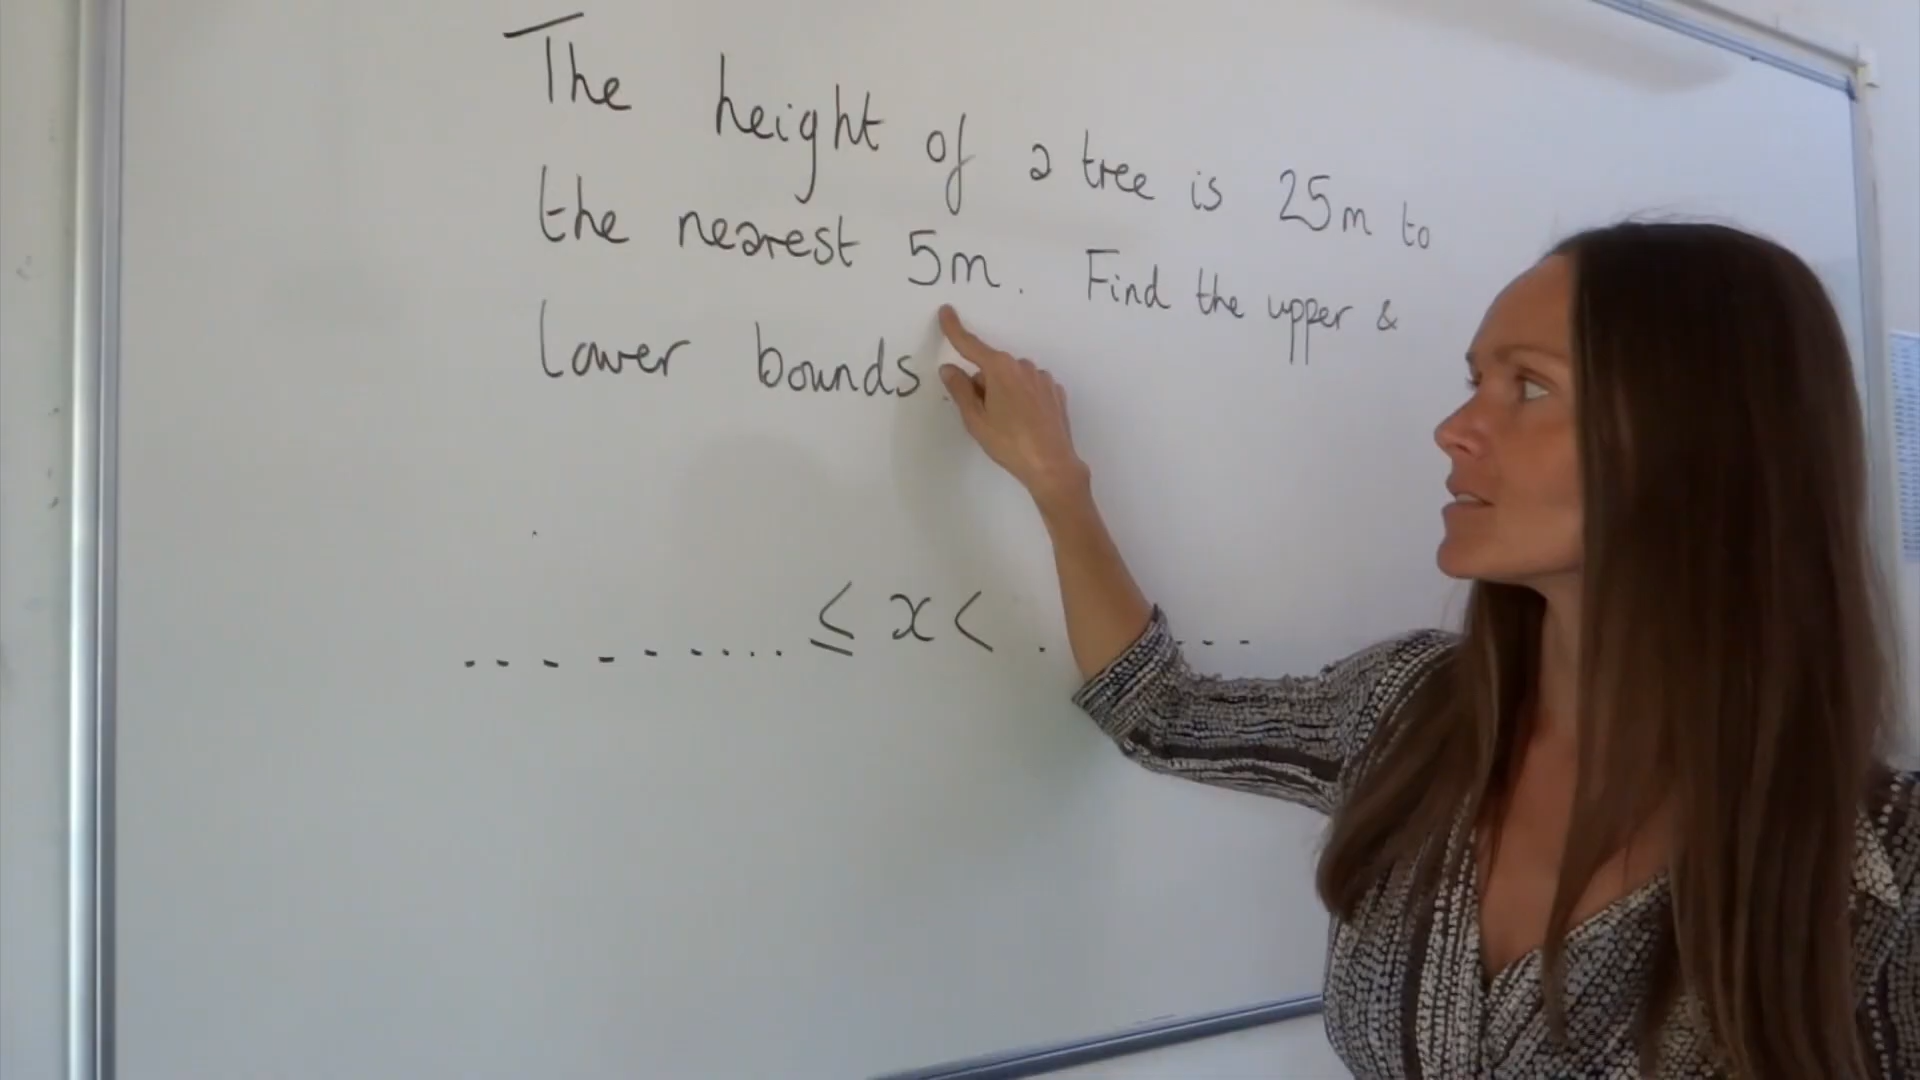 The height of a tree is 25m to
the nearest 5m. Find the upper &
lower bounds.
≤ x <